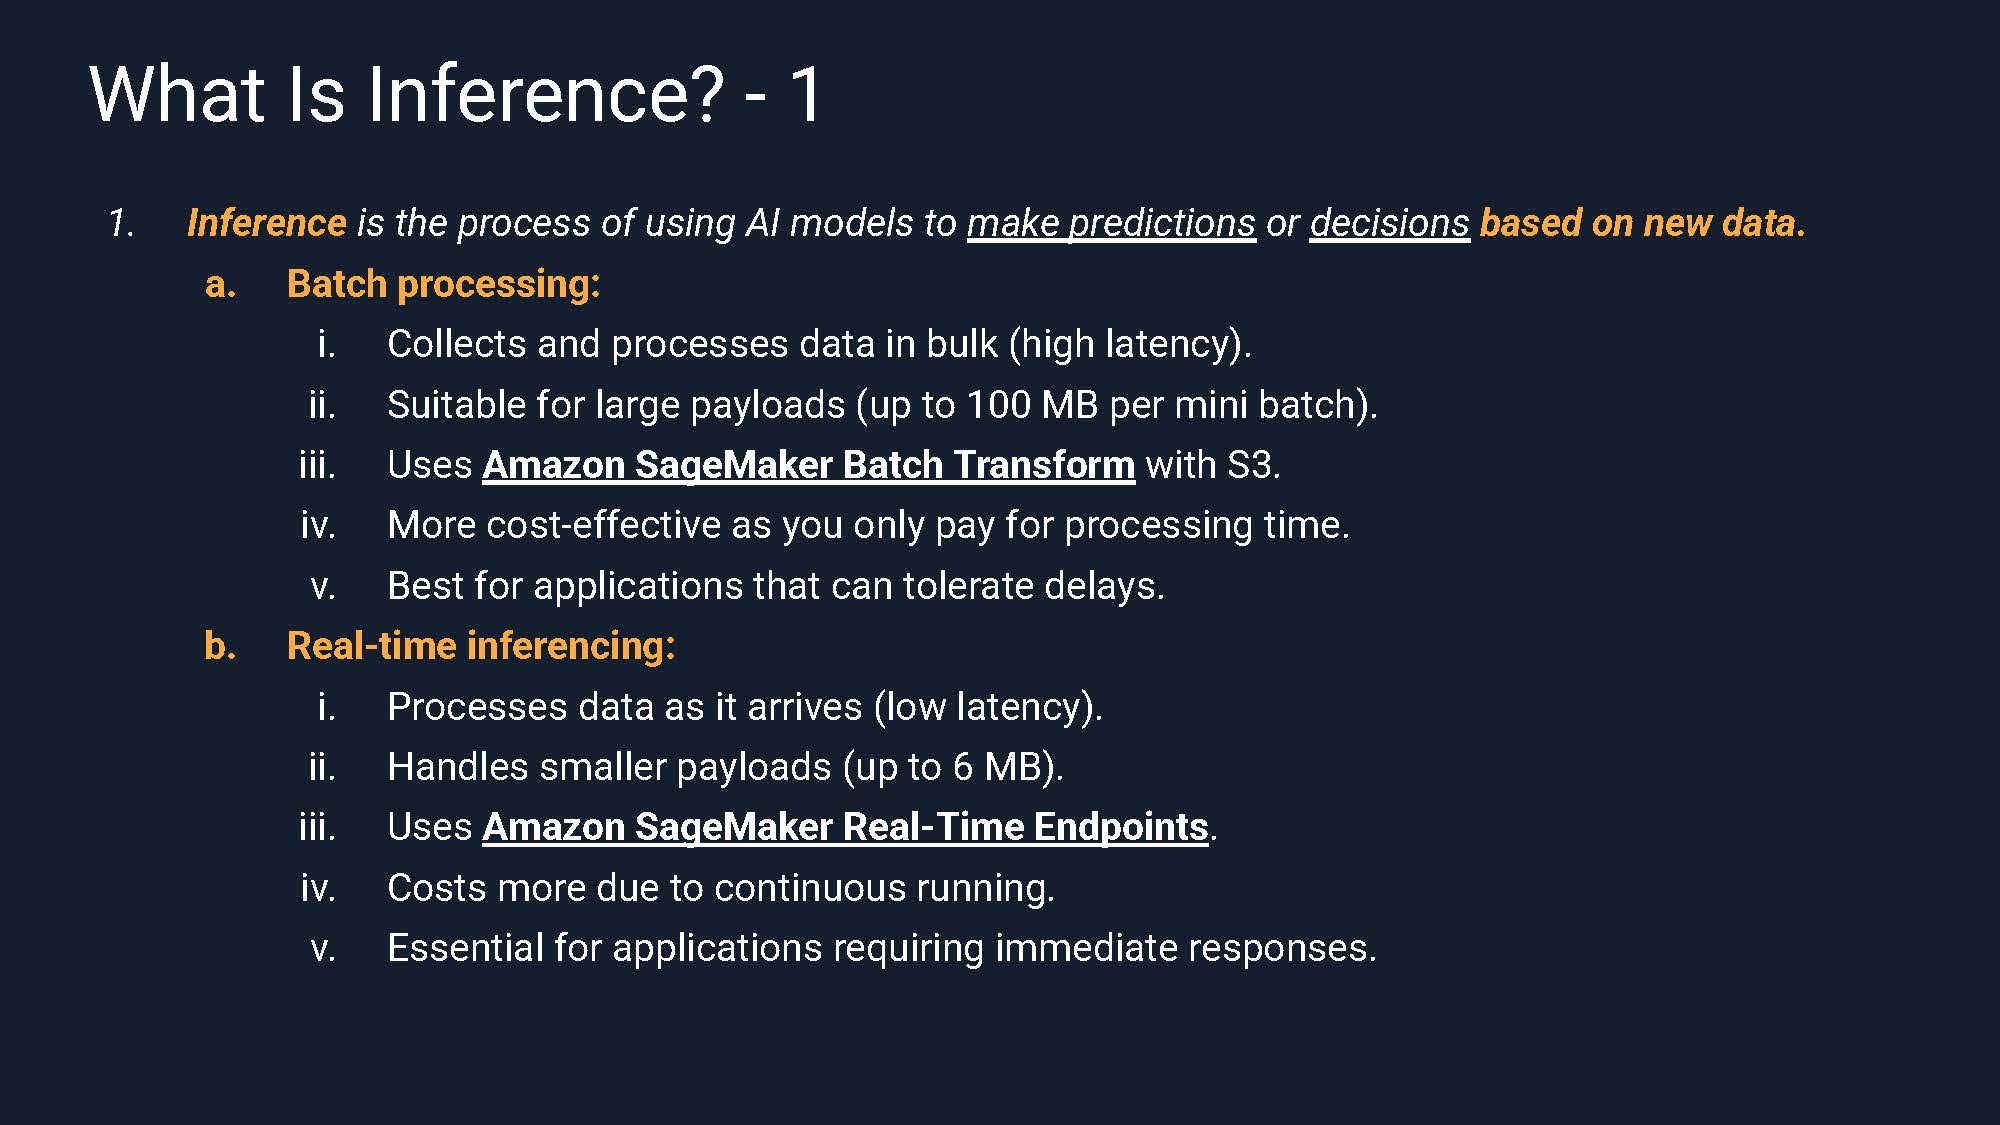 What Is Inference? - 1
1. Inference is the process of using AI models to make predictions or decisions based on new data.
a. Batch processing:
i. Collects and processes data in bulk (high latency).
ii. Suitable for large payloads (up to 100 MB per mini batch).
iii. Uses Amazon SageMaker Batch Transform with S3.
iv. More cost-effective as you only pay for processing time.
v. Best for applications that can tolerate delays.
b. Real-time inferencing:
i. Processes data as it arrives (low latency).
ii. Handles smaller payloads (up to 6 MB).
iii. Uses Amazon SageMaker Real-Time Endpoints.
iv. Costs more due to continuous running.
v. Essential for applications requiring immediate responses.